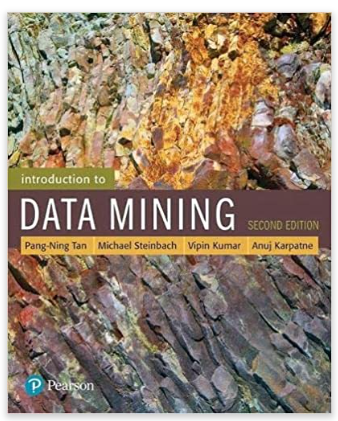 introduction to
DATA MINING SECOND EDITION
Pang-Ning Tan Michael Steinbach Vipin Kumar Anuj Karpatne
P Pearson